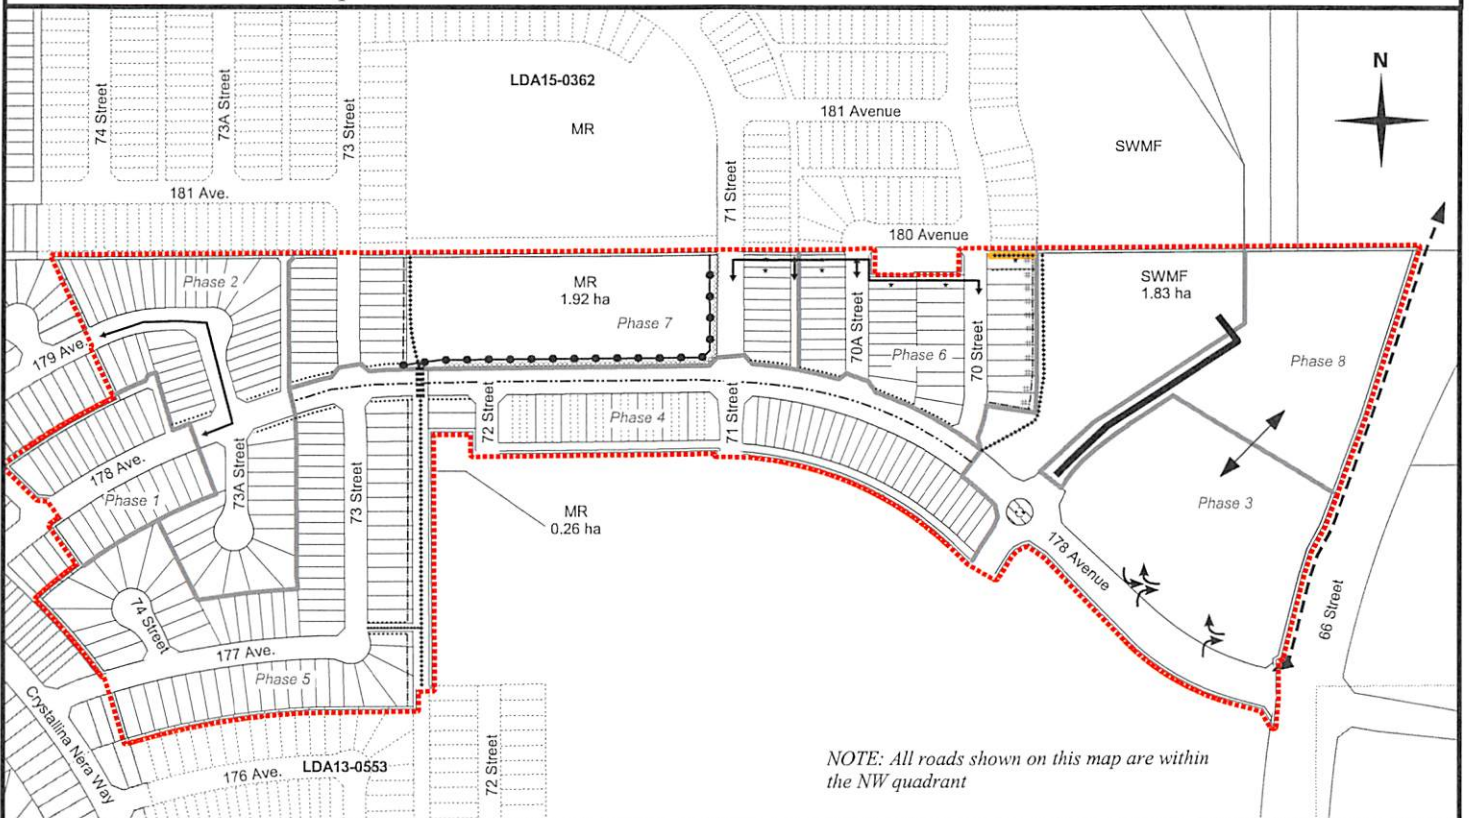 N
LDA15-0362
MR
181 Avenue
SWMF
74 Street
73A Street
73 Street
71 Street
181 Ave.
180 Avenue
Phase 2
MR
1.92 ha
Phase 7
SWMF
1.83 ha
179 Ave.
70A Street
Phase 6
70 Street
Phase 8
72 Street
Phase 4
71 Street
178 Ave.
Phase 1
73A Street
73 Street
MR
0.26 ha
Phase 3
178 Avenue
66 Street
74 Street
177 Ave.
Phase 5
Crystallina Nera Way
176 Ave.
LDA13-0553
72 Street
NOTE: All roads shown on this map are within
the NW quadrant